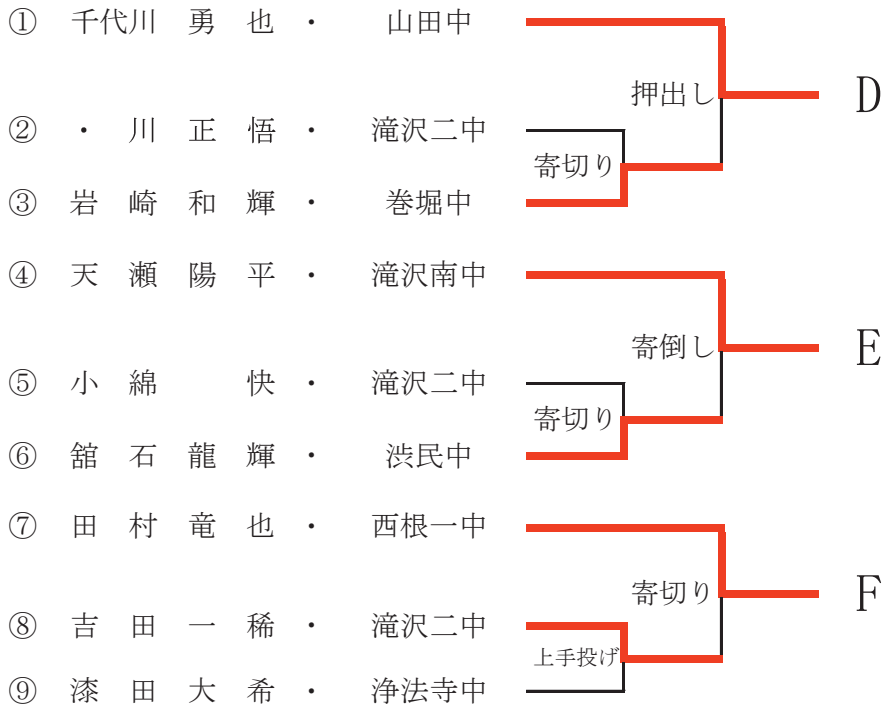 ① 千代川 勇 也 ・ 山田中
押出し D
② ・ 川 正 悟 ・ 滝沢二中
寄切り
③ 岩 崎 和 輝 ・ 巻堀中
④ 天 瀬 陽 平 ・ 滝沢南中
寄倒し E
⑤ 小 綿 快 ・ 滝沢二中
寄切り
⑥ 舘 石 龍 輝 ・ 渋民中
⑦ 田 村 竜 也 ・ 西根一中
寄切り F
⑧ 吉 田 一 稀 ・ 滝沢二中
上手投げ
⑨ 漆 田 大 希 ・ 浄法寺中